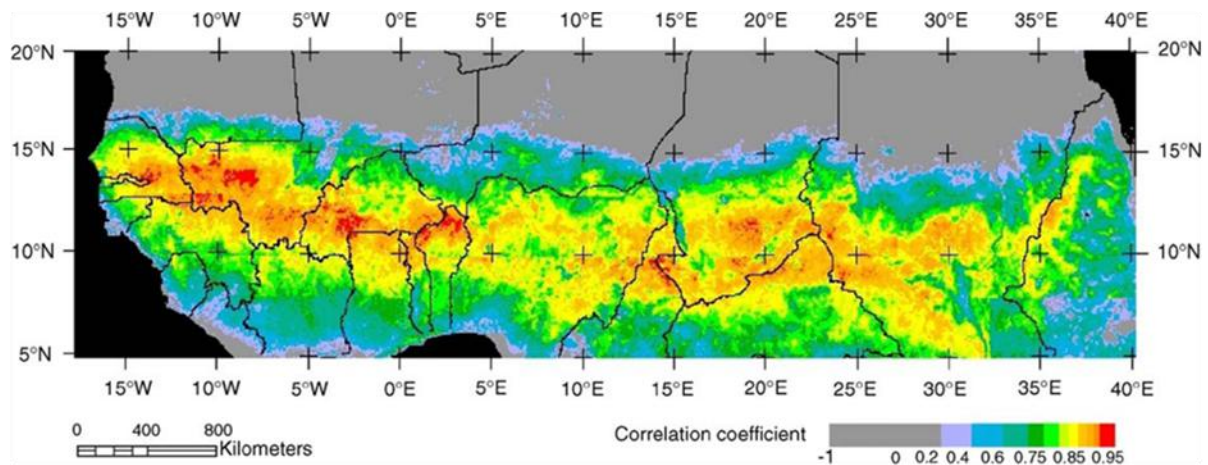 15°W 10°W 5°W 0°E 5°E 10°E 15°E 20°E 25°E 30°E 35°E 40°E
20°N 20°N
15°N 15°N
10°N 10°N
5°N 5°N
15°W 10°W 5°W 0°E 5°E 10°E 15°E 20°E 25°E 30°E 35°E 40°E
0 400 800
Kilometers
Correlation coefficient
-1 0 0.2 0.4 0.6 0.75 0.85 0.95